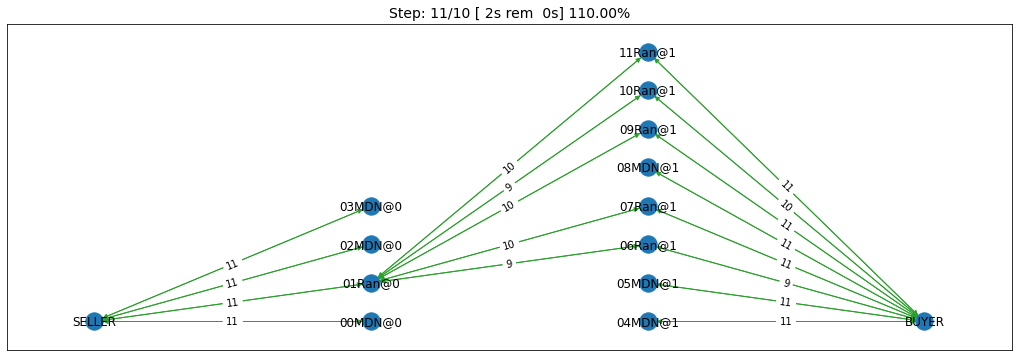 Step: 11/10 [ 2s rem  0s] 110.00%
11Ran@1
10Ran@1
09Ran@1
08MDN@1
10
9
10
11
10
11
11
11
9
11
11
03MDN@0
07Ran@1
02MDN@0
10
06Ran@1
11
9
11
01Ran@0
05MDN@1
11
SELLER
11
00MDN@0
04MDN@1
BUYER